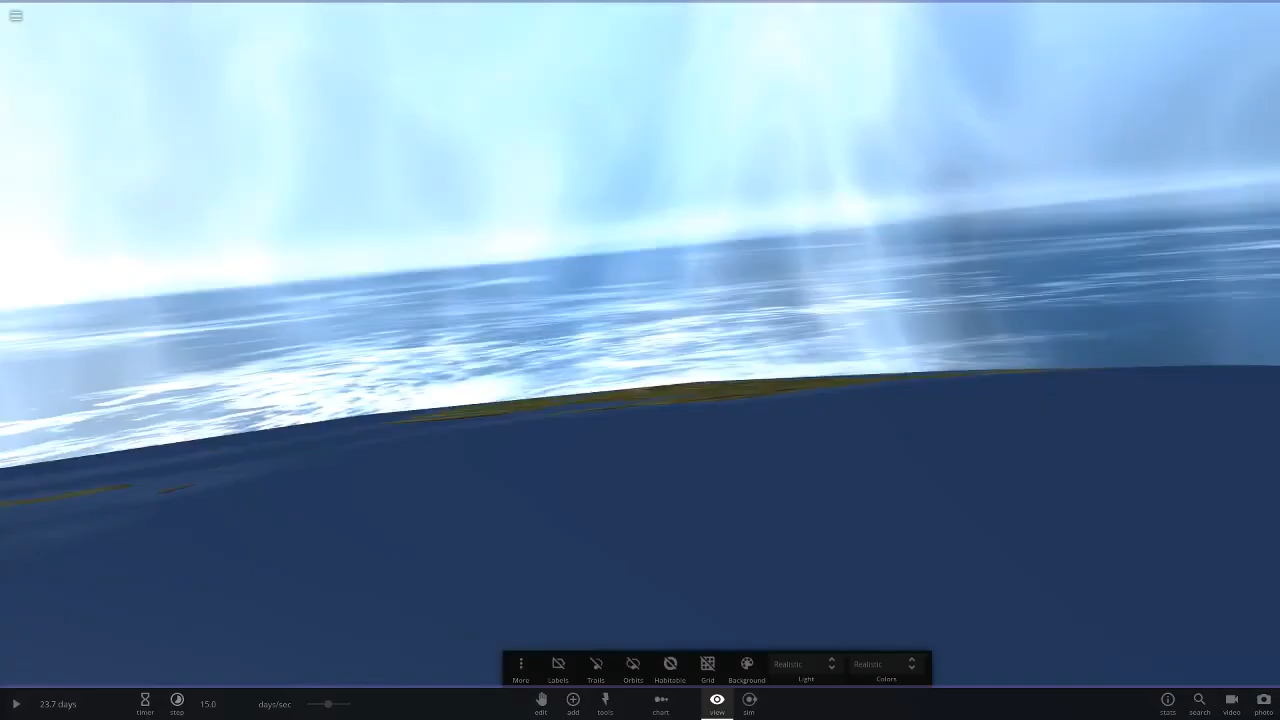 More Labels Trails Orbits Habitable Grid Background Realistic Light Realistic Colors
23.7 days timer step 15.0 days/sec edit add tools chart view sim stats search video photo